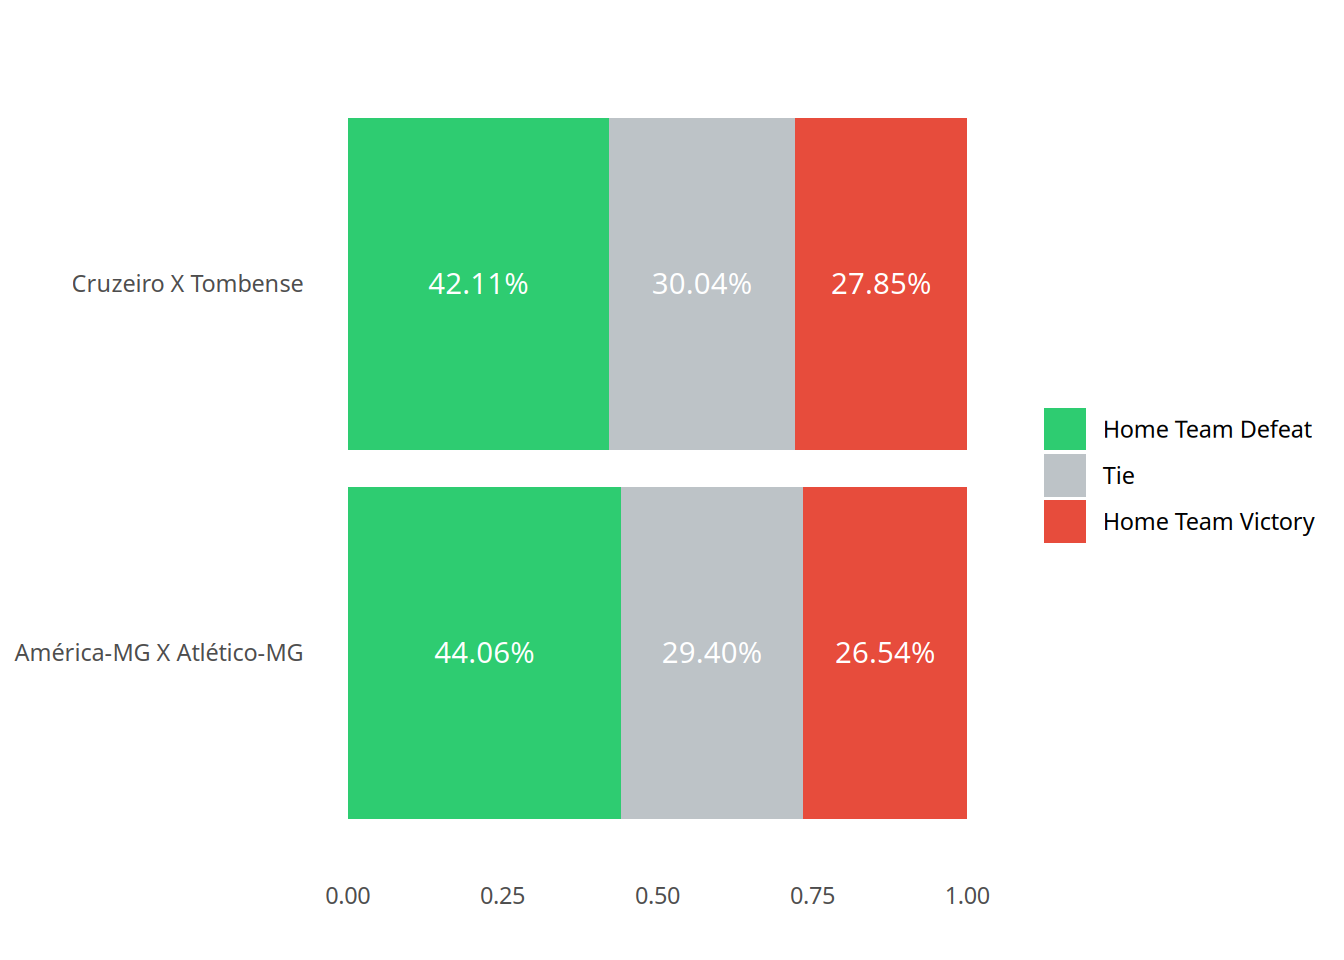 Cruzeiro X Tombense
42.11% 30.04% 27.85%
América-MG X Atlético-MG
44.06% 29.40% 26.54%
0.00 0.25 0.50 0.75 1.00
Home Team Defeat
Tie
Home Team Victory